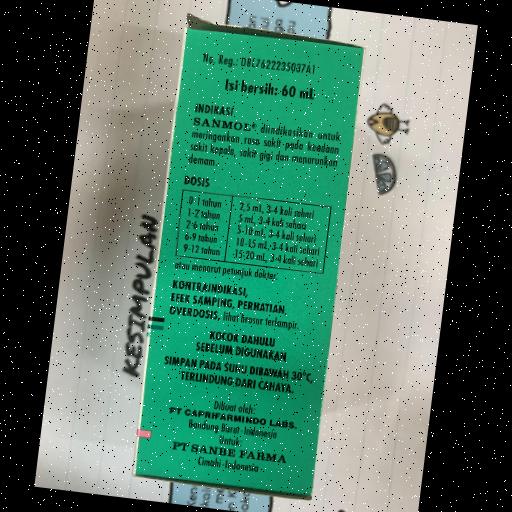 No. Reg.: DBL7622235037A1
Isi bersih: 60 mL
INDIKASI
SANMOL® diindikasikan untuk
meringankan rasa sakit pada keadaan
sakit kepala, sakit gigi dan menurunkan
demam.
DOSIS
0-1 tahun : 2,5 mL, 3-4 kali sehari
1-2 tahun : 5 mL, 3-4 kali sehari
2-6 tahun : 5-10 mL, 3-4 kali sehari
6-9 tahun : 10-15 mL, 3-4 kali sehari
9-12 tahun : 15-20 mL, 3-4 kali sehari
atau menurut petunjuk dokter.
KONTRAINDIKASI,
EFEK SAMPING, PERHATIAN,
OVERDOSIS, lihat brosur terlampir.
KOCOK DAHULU
SEBELUM DIGUNAKAN
SIMPAN PADA SUHU DIBAWAH 30°C,
TERLINDUNG DARI CAHAYA.
Dibuat oleh:
PT CAPRIFARMINDO LABS.
Bandung Barat, Indonesia
Untuk:
PT SANBE FARMA
Cimahi-Indonesia
KESIMPULAN